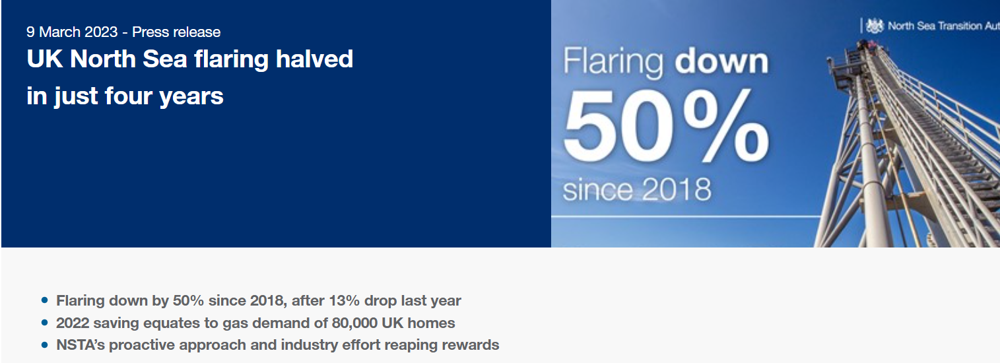 9 March 2023 - Press release
UK North Sea flaring halved
in just four years
North Sea Transition Aut
Flaring down
50%
since 2018
Flaring down by 50% since 2018, after 13% drop last year
2022 saving equates to gas demand of 80,000 UK homes
NSTA's proactive approach and industry effort reaping rewards